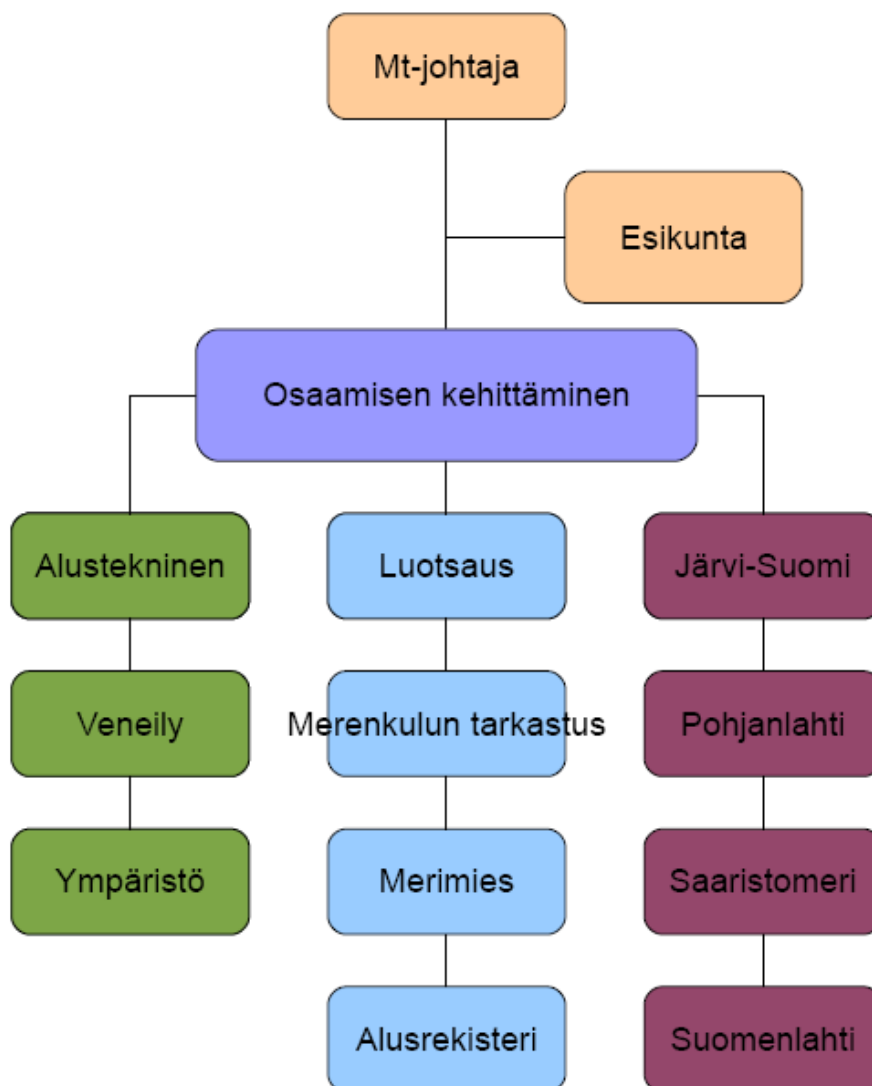 Mt-johtaja
Esikunta
Osaamisen kehittäminen
Alustekninen
Luotsaus
Järvi-Suomi
Veneily
Merenkulun tarkastus
Pohjanlahti
Ympäristö
Merimies
Saaristomeri
Alusrekisteri
Suomenlahti